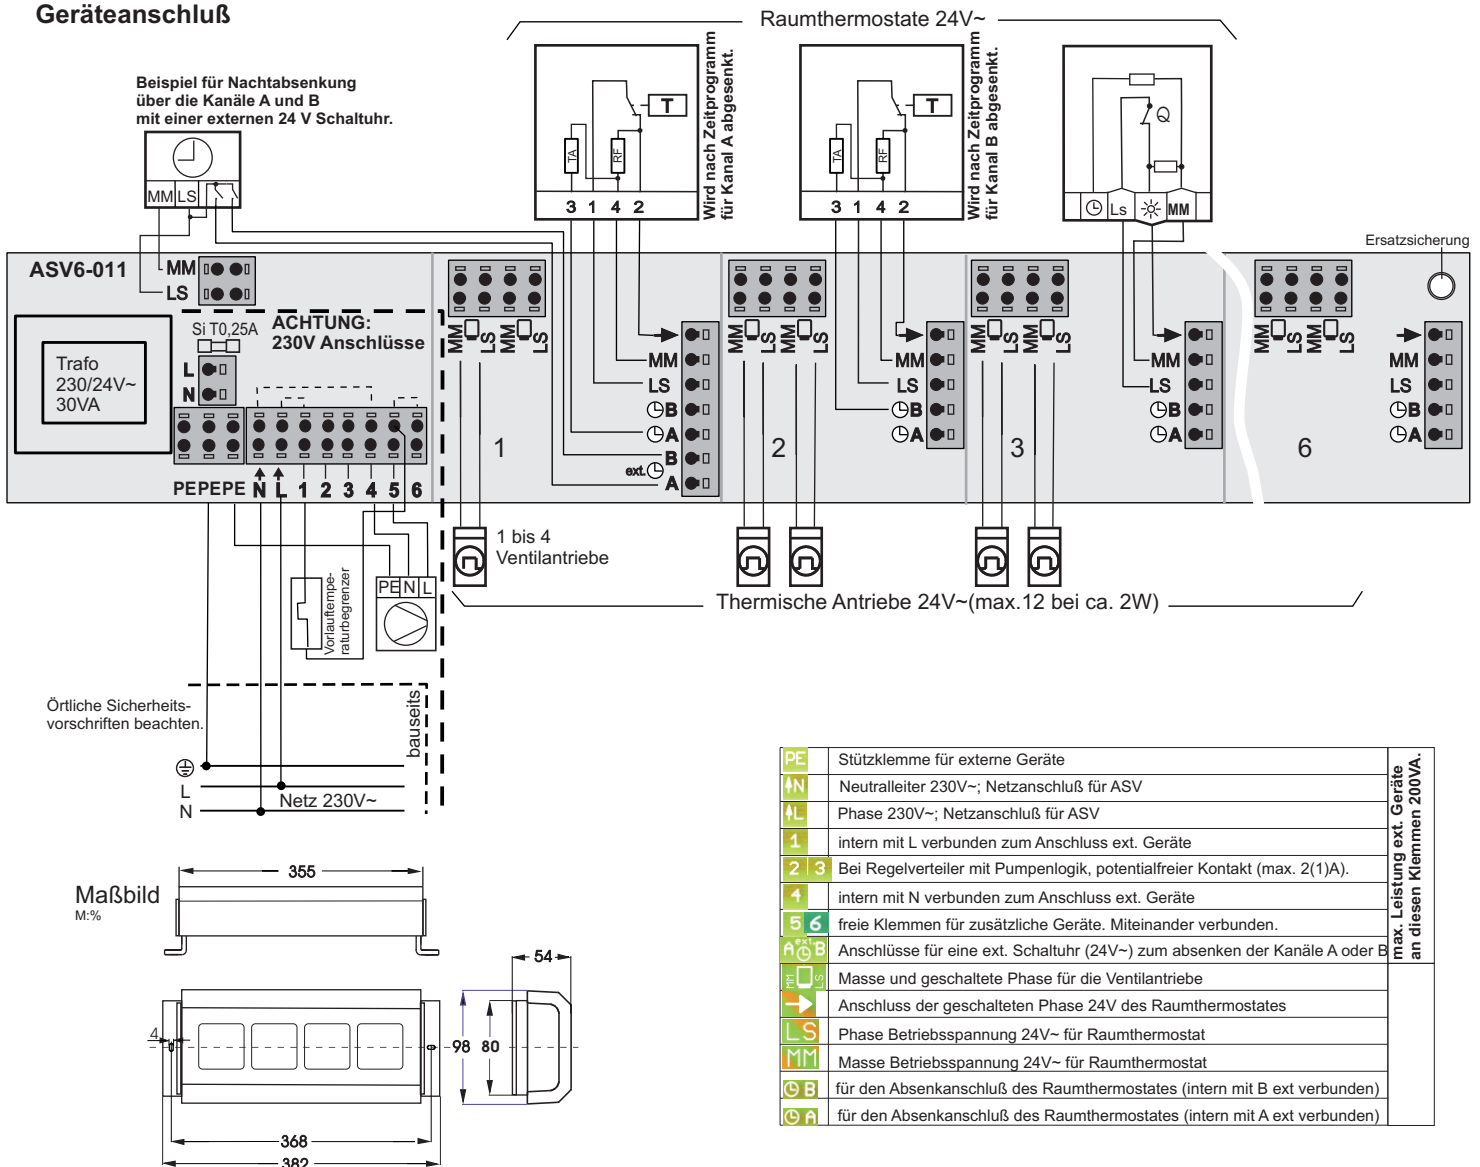 Geräteanschluß
Raumthermostate 24V~
Beispiel für Nachtabsenkung
über die Kanäle A und B
mit einer externen 24 V Schaltuhr.
MM LS
T
TA
RF
3 1 4 2
Wird nach Zeitprogramm
für Kanal A abgesenkt.
T
TA
RF
3 1 4 2
Wird nach Zeitprogramm
für Kanal B abgesenkt.
Q
Ls MM
Ersatzsicherung
ASV6-011
MM
LS
Si T0,25A
ACHTUNG:
230V Anschlüsse
L
N
Trafo
230/24V~
30VA
PE PE PE N L 1 2 3 4 5 6
MM LS MM LS
MM
LS
B
A
B
ext.
A
1
MM LS MM LS
MM
LS
B
A
2
MM LS MM LS
MM
LS
B
A
3
MM LS MM LS
MM
LS
B
A
6
1 bis 4
Ventilantriebe
Thermische Antriebe 24V~(max.12 bei ca. 2W)
PE N L
Vorlauftempe-
raturbegrenzer
Örtliche Sicherheits-
vorschriften beachten.
bauseits
L
N
Netz 230V~
Maßbild
M:%
355
54
4
98 80
368
382
PE Stützklemme für externe Geräte
N Neutralleiter 230V~; Netzanschluß für ASV
L Phase 230V~; Netzanschluß für ASV
1 intern mit L verbunden zum Anschluss ext. Geräte
2 3 Bei Regelverteiler mit Pumpenlogik, potentialfreier Kontakt (max. 2(1)A).
4 intern mit N verbunden zum Anschluss ext. Geräte
5 6 freie Klemmen für zusätzliche Geräte. Miteinander verbunden.
A ext. B Anschlüsse für eine ext. Schaltuhr (24V~) zum absenken der Kanäle A oder B
MM LS Masse und geschaltete Phase für die Ventilantriebe
Anschluss der geschalteten Phase 24V des Raumthermostates
LS Phase Betriebsspannung 24V~ für Raumthermostat
MM Masse Betriebsspannung 24V~ für Raumthermostat
B für den Absenkanschluß des Raumthermostates (intern mit B ext verbunden)
A für den Absenkanschluß des Raumthermostates (intern mit A ext verbunden)
max. Leistung ext. Geräte
an diesen Klemmen 200VA.